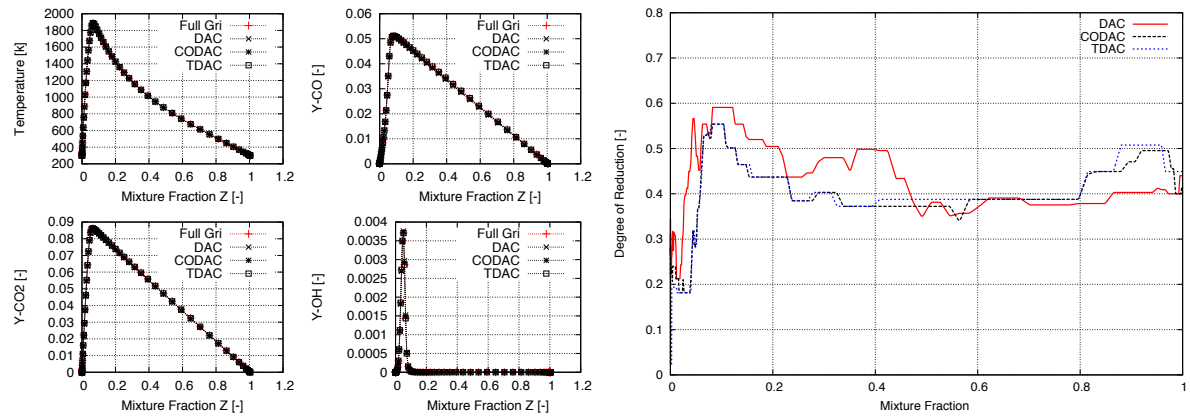 Temperature [k]
2000
1800
1600
1400
1200
1000
800
600
400
200
0 0.2 0.4 0.6 0.8 1 1.2
Mixture Fraction Z [-]
Full Gri
DAC
CODAC
TDAC
Y-CO [-]
0.06
0.05
0.04
0.03
0.02
0.01
0.00
0 0.2 0.4 0.6 0.8 1 1.2
Mixture Fraction Z [-]
Full Gri
DAC
CODAC
TDAC
Y-CO2 [-]
0.09
0.08
0.07
0.06
0.05
0.04
0.03
0.02
0.01
0
0 0.2 0.4 0.6 0.8 1 1.2
Mixture Fraction Z [-]
Full Gri
DAC
CODAC
TDAC
Y-OH [-]
0.004
0.0035
0.003
0.0025
0.002
0.0015
0.001
0.0005
0
0 0.2 0.4 0.6 0.8 1 1.2
Mixture Fraction Z [-]
Full Gri
DAC
CODAC
TDAC
Degree of Reduction [-]
0.8
0.7
0.6
0.5
0.4
0.3
0.2
0.1
0
0 0.2 0.4 0.6 0.8 1
Mixture Fraction
DAC
CODAC
TDAC